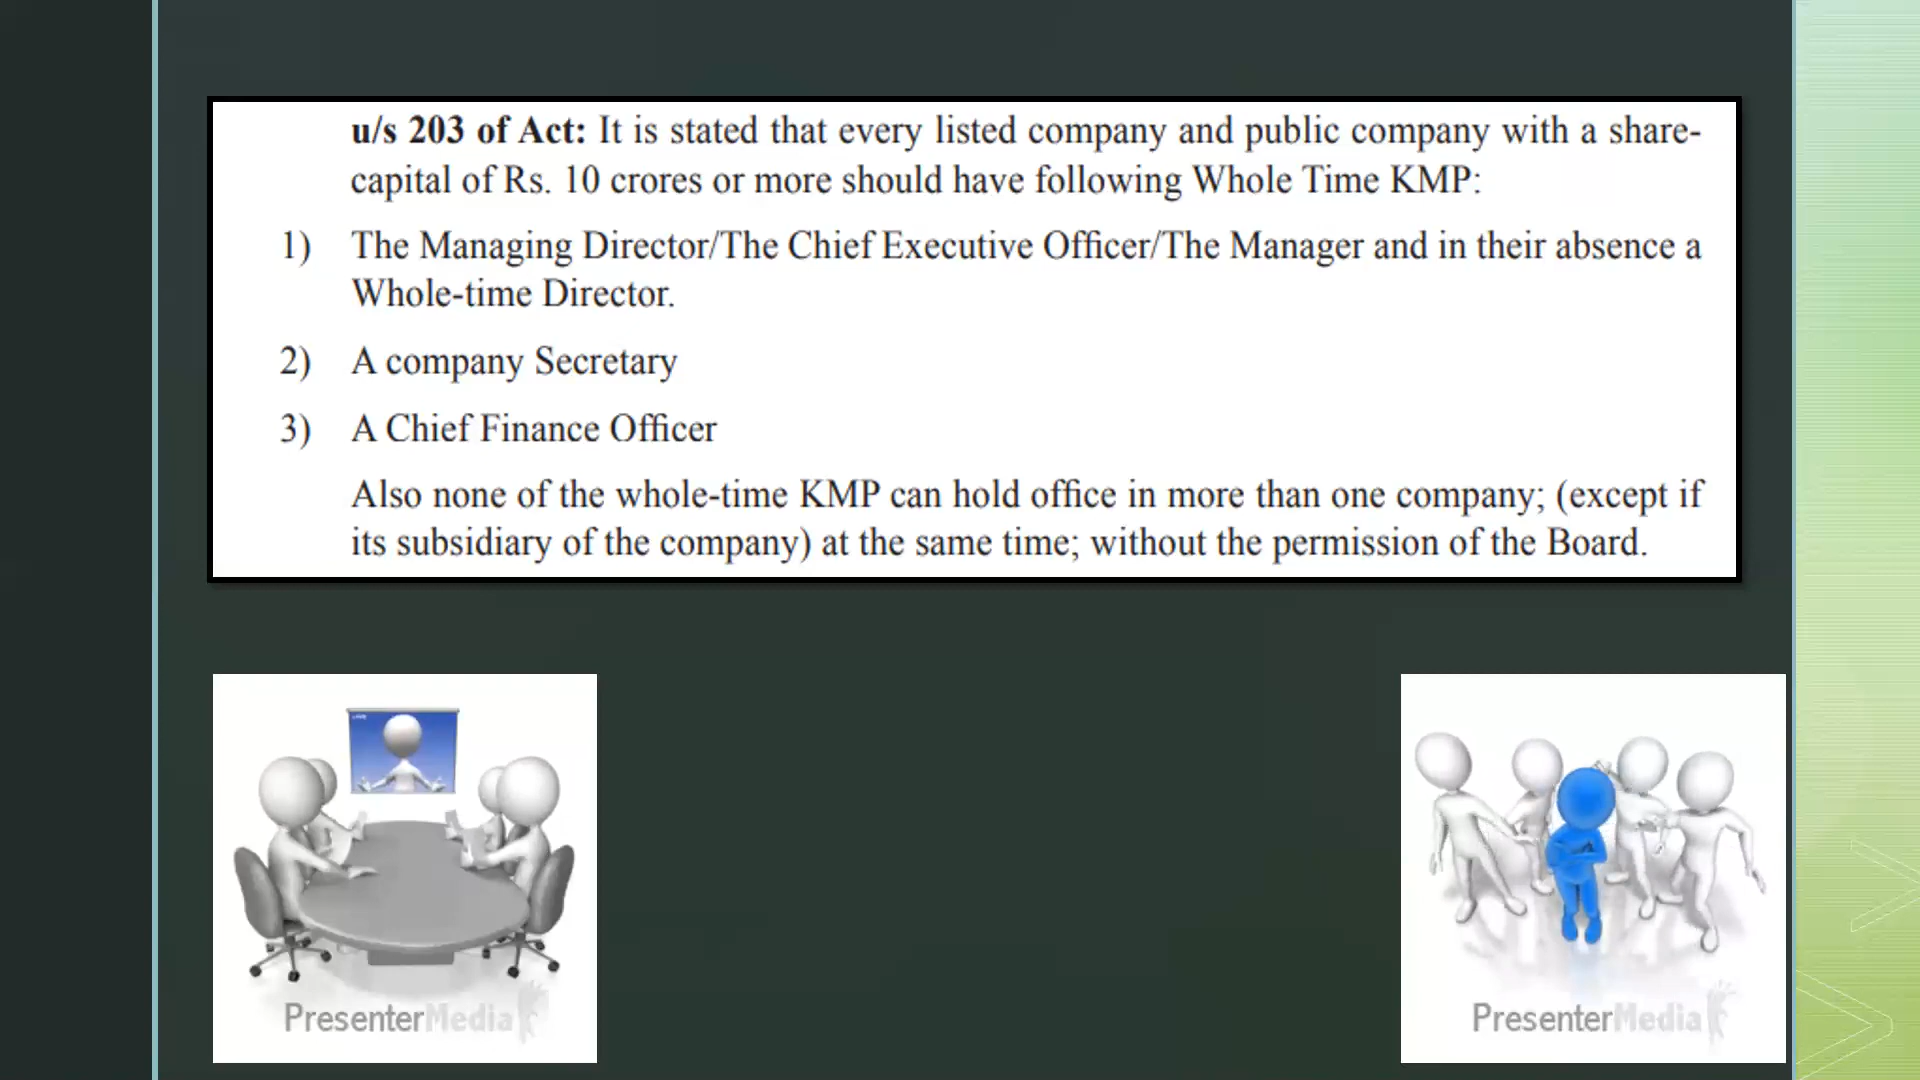 u/s 203 of Act: It is stated that every listed company and public company with a share-
capital of Rs. 10 crores or more should have following Whole Time KMP:
1) The Managing Director/The Chief Executive Officer/The Manager and in their absence a
Whole-time Director.
2) A company Secretary
3) A Chief Finance Officer
Also none of the whole-time KMP can hold office in more than one company; (except if
its subsidiary of the company) at the same time; without the permission of the Board.
LIVE
PresenterMedia
PresenterMedia